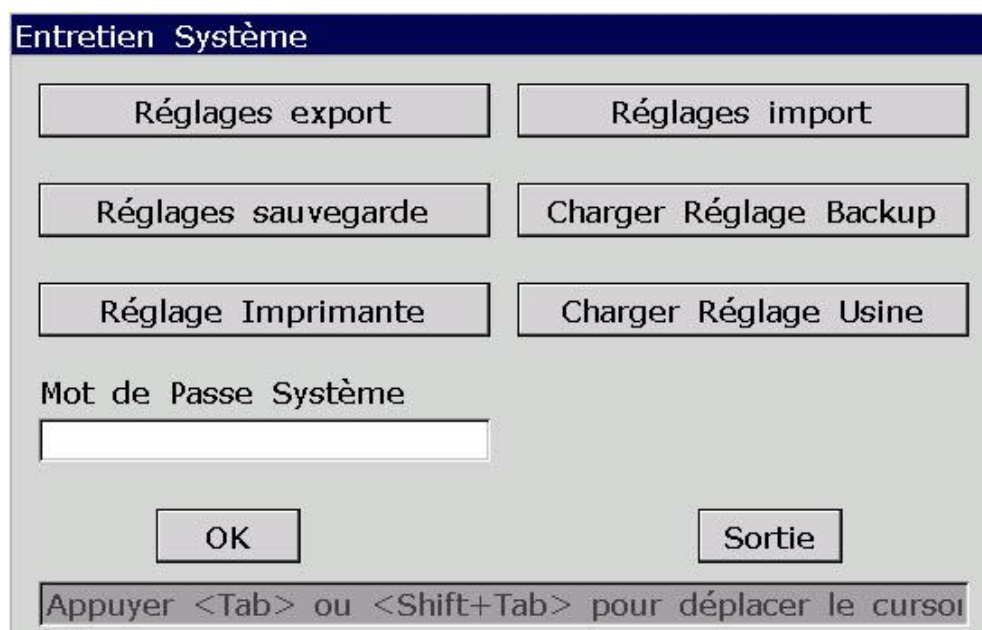 Entretien Système
Réglages export Réglages import
Réglages sauvegarde Charger Réglage Backup
Réglage Imprimante Charger Réglage Usine
Mot de Passe Système
OK Sortie
Appuyer <Tab> ou <Shift+Tab> pour déplacer le